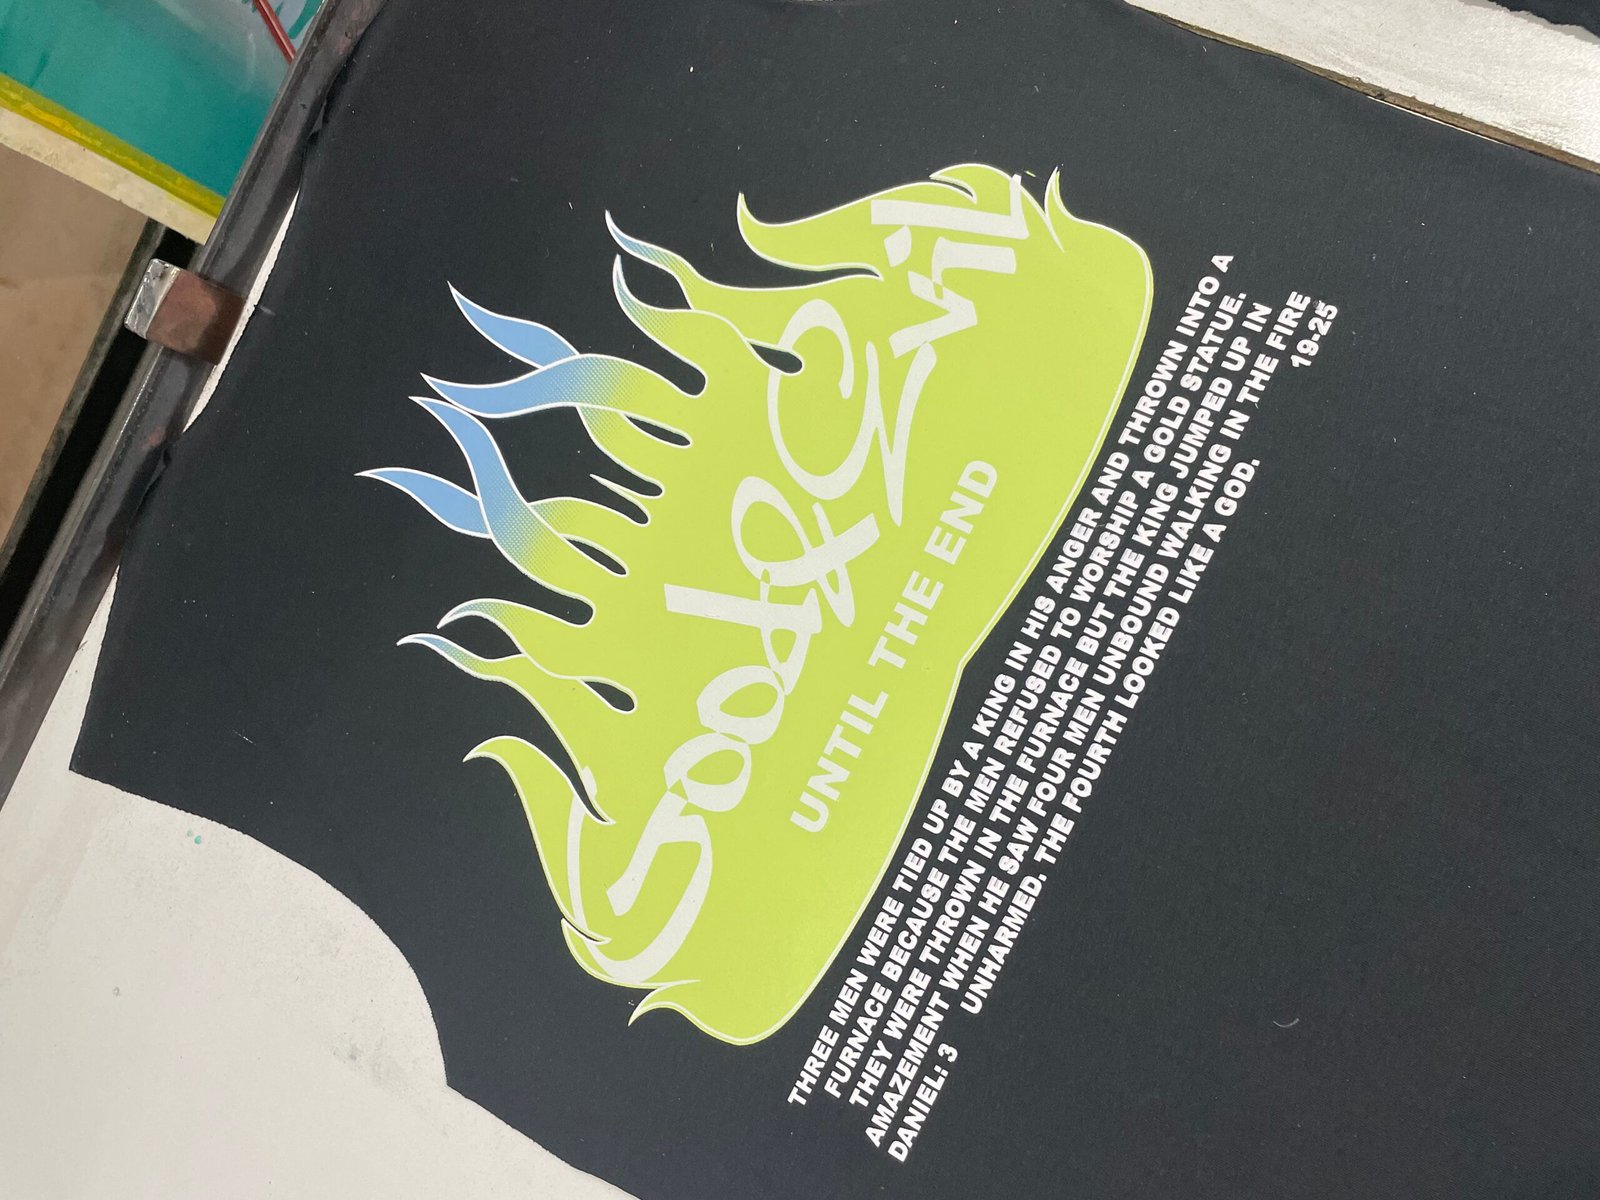 Good & Evil
UNTIL THE END
THREE MEN WERE TIED UP BY A KING IN HIS ANGER AND THROWN INTO A
FURNACE BECAUSE THE MEN REFUSED TO WORSHIP A GOLD STATUE.
THEY WERE THROWN IN THE FURNACE BUT THE KING JUMPED UP IN
AMAZEMENT WHEN HE SAW FOUR MEN UNBOUND WALKING IN THE FIRE
UNHARMED. THE FOURTH LOOKED LIKE A GOD.
DANIEL: 3 19-25